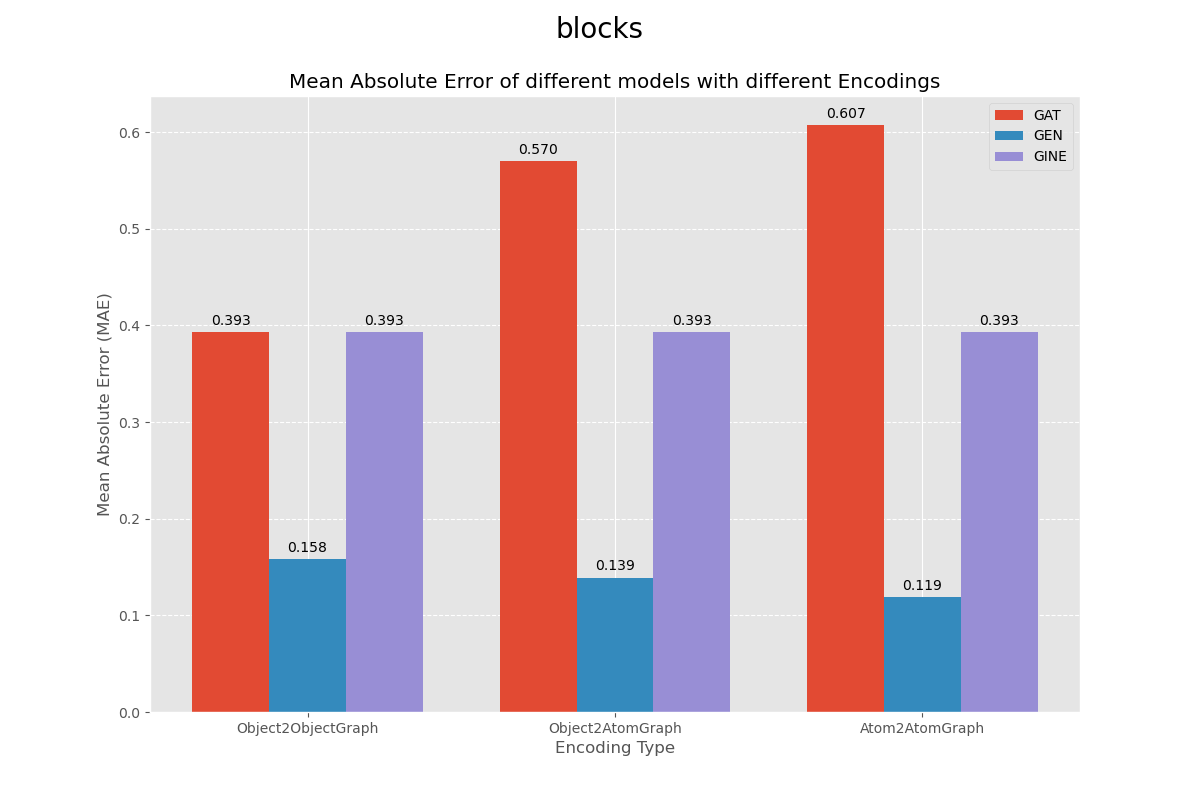 blocks
Mean Absolute Error of different models with different Encodings
GAT
GEN
GINE
0.607
0.570
0.393
0.393
0.393
0.393
0.158
0.139
0.119
Mean Absolute Error (MAE)
0.6
0.5
0.4
0.3
0.2
0.1
0.0
Object2ObjectGraph
Object2AtomGraph
Atom2AtomGraph
Encoding Type